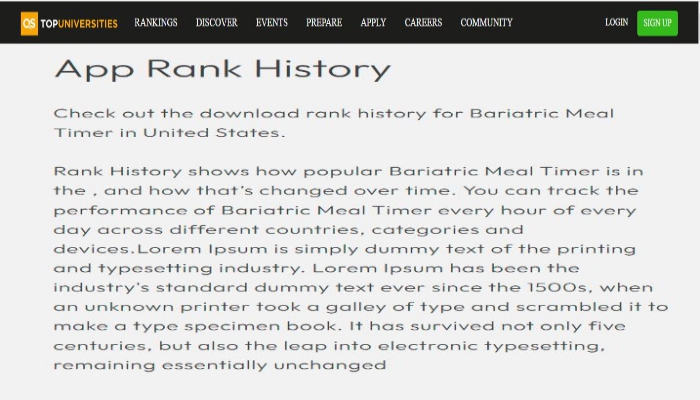 QS TOPUNIVERSITIES RANKINGS DISCOVER EVENTS PREPARE APPLY CAREERS COMMUNITY LOGIN SIGN UP
App Rank History
Check out the download rank history for Bariatric Meal
Timer in United States.
Rank History shows how popular Bariatric Meal Timer is in
the , and how that's changed over time. You can track the
performance of Bariatric Meal Timer every hour of every
day across different countries, categories and
devices.Lorem Ipsum is simply dummy text of the printing
and typesetting industry. Lorem Ipsum has been the
industry's standard dummy text ever since the 1500s, when
an unknown printer took a galley of type and scrambled it to
make a type specimen book. It has survived not only five
centuries, but also the leap into electronic typesetting,
remaining essentially unchanged